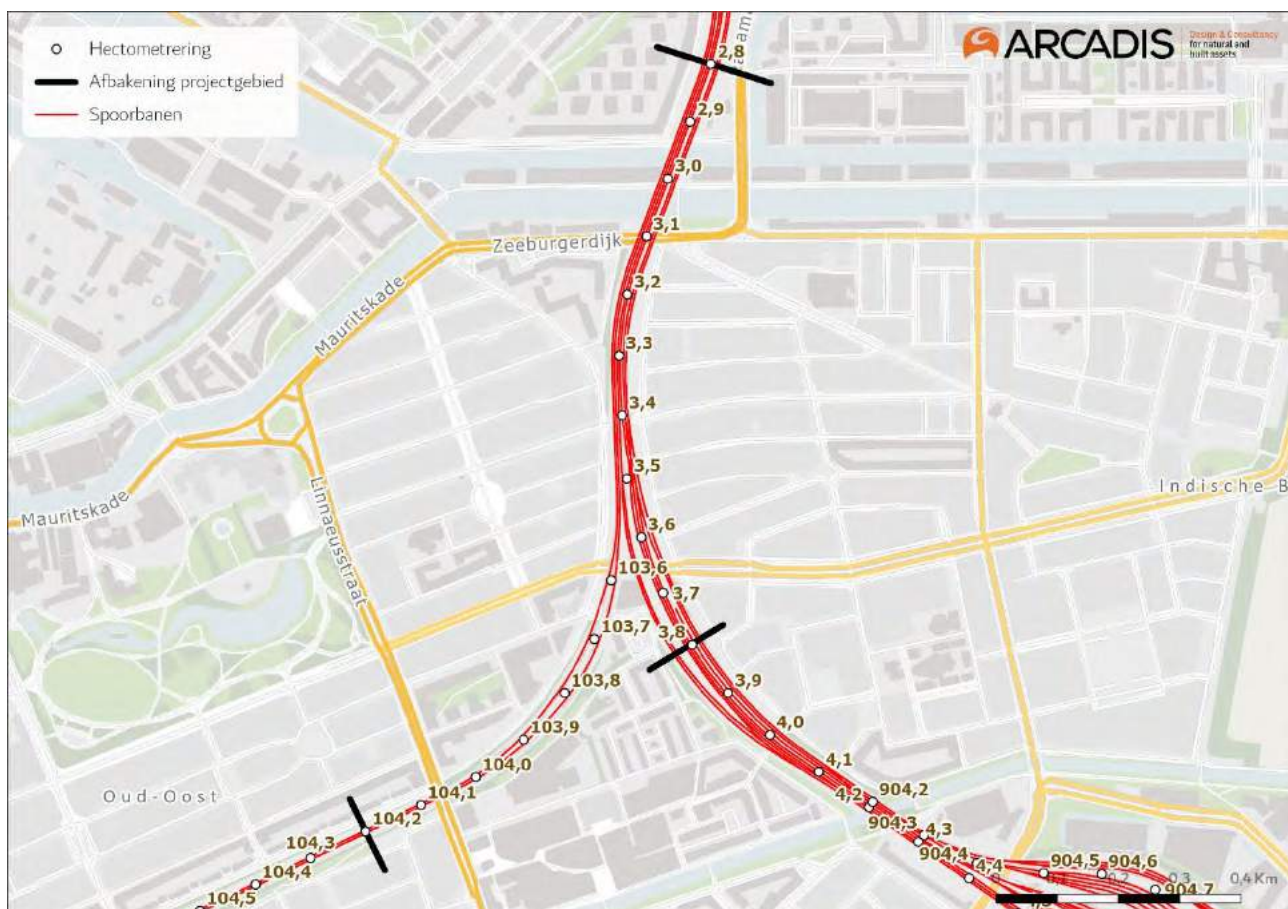 Hectometrering
Afbakening projectgebied
Spoorbanen
ARCADIS
Design & Consultancy
for natural and
built assets
2,8
2,9
3,0
3,1
Zeeburgerdijk
3,2
Mauritskade
3,3
3,4
3,5
Mauritskade
Linnaeusstraat
Indische B
3,6
103,6
3,7
103,7
3,8
103,8
3,9
103,9
4,0
104,0
4,1
Oud-Oost
104,1
4,2
904,2
104,2
904,3
4,3
104,3
904,4
4,4
904,5
904,6
104,4
904,7
104,5
0,2
0,3
0,4 Km